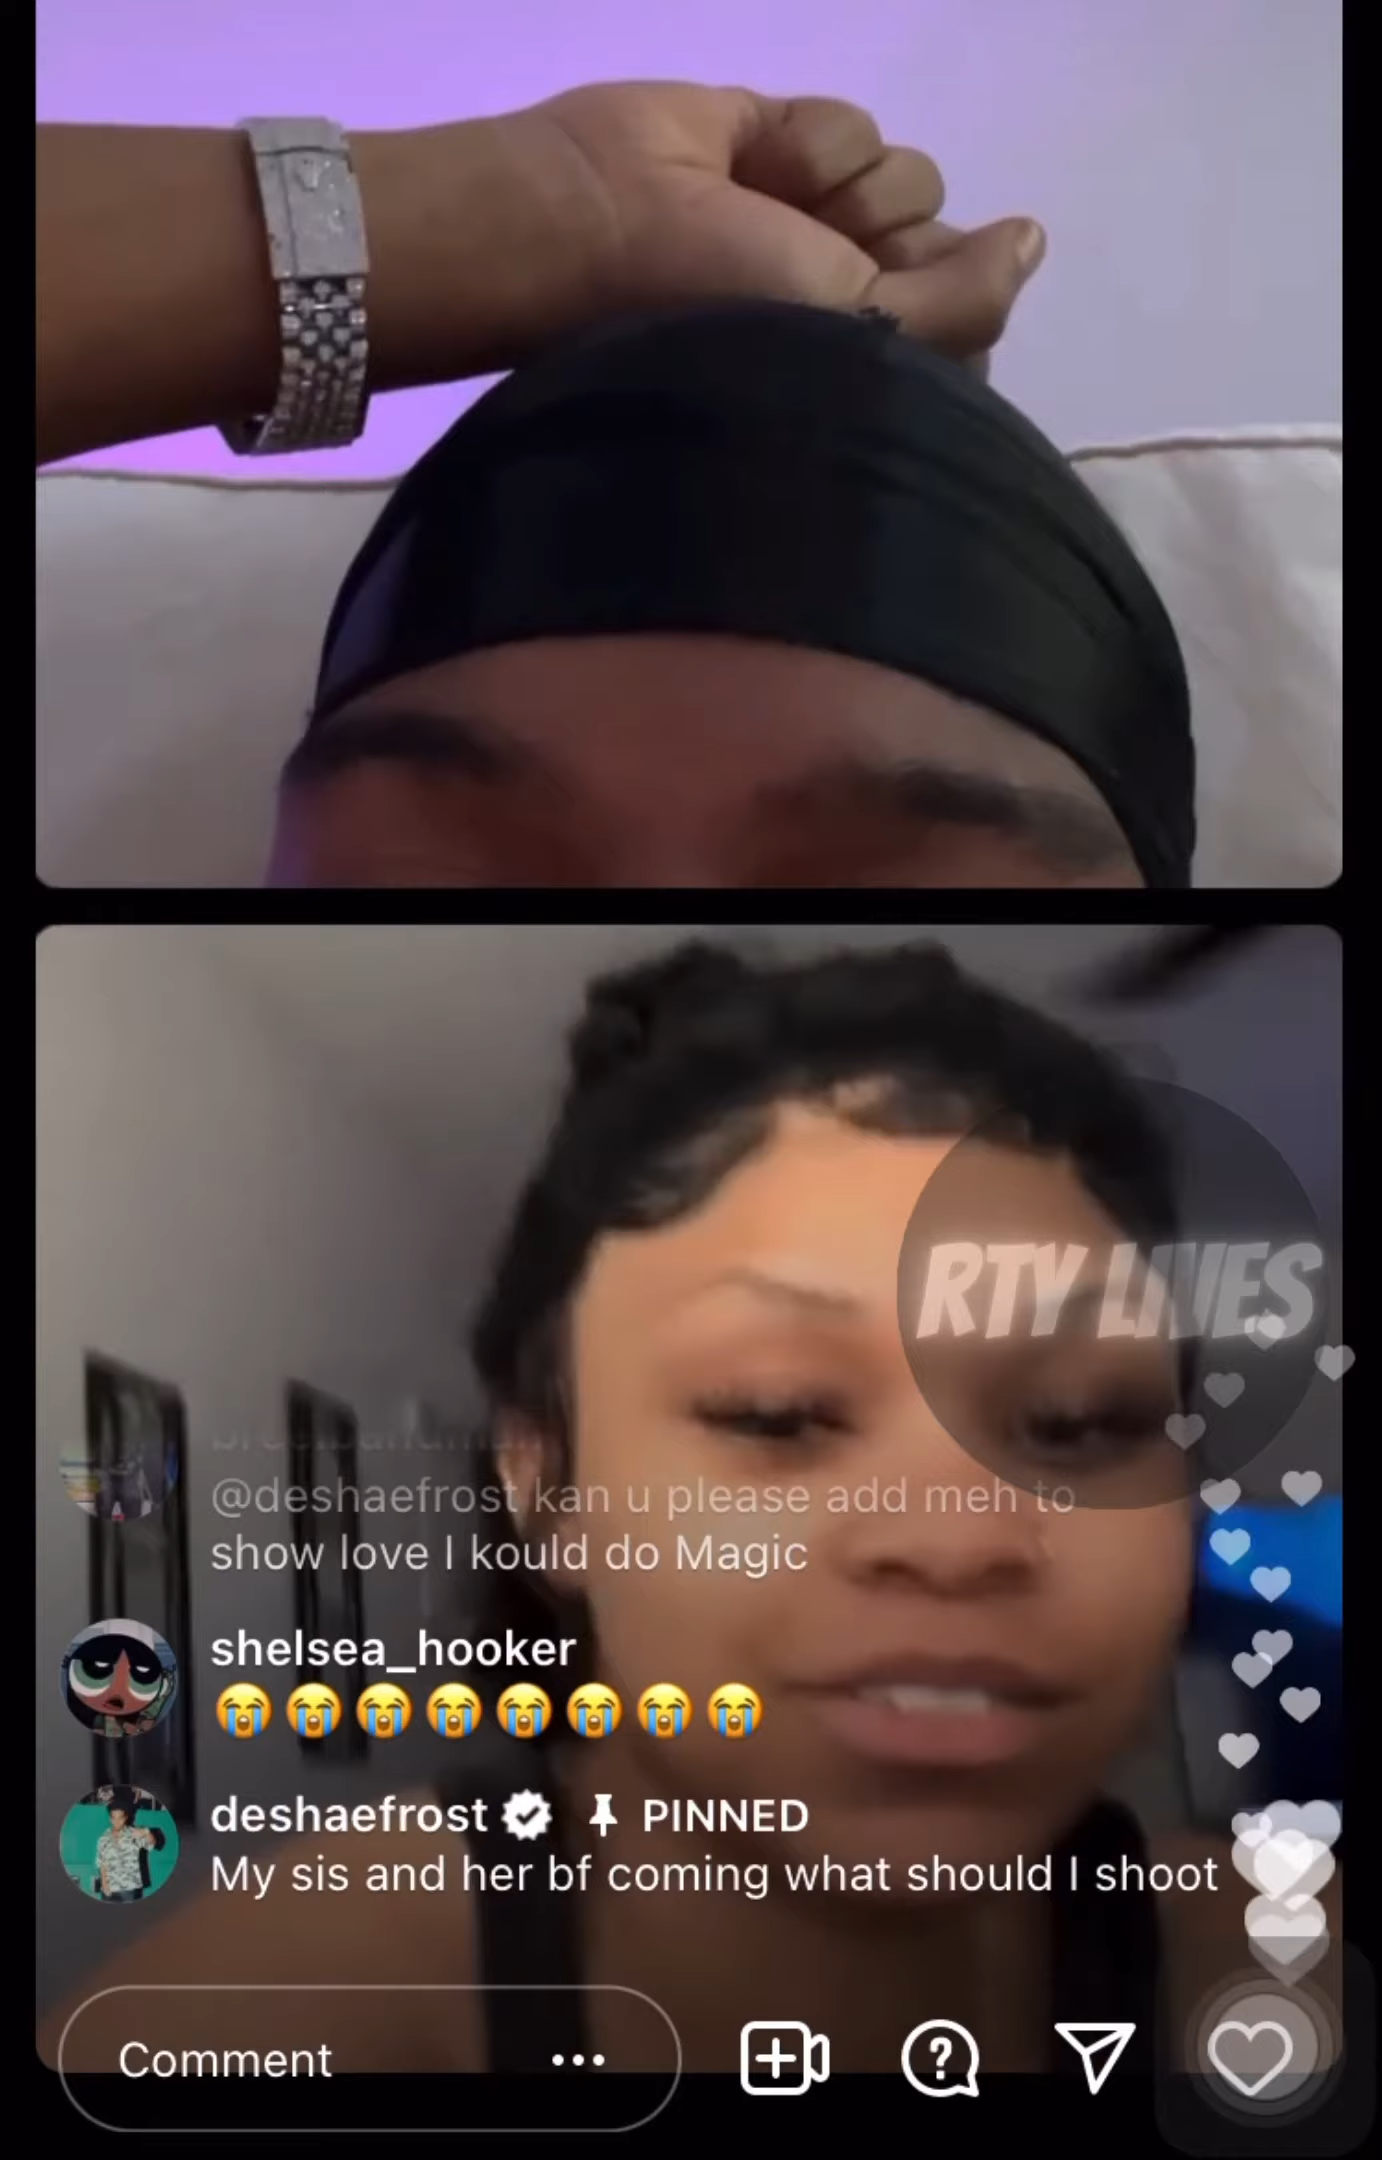 RTY LIVES
@deshaefrost kan u please add meh to
show love I kould do Magic
shelsea_hooker
😭😭😭😭😭😭😭😭
deshaefrost PINNED
My sis and her bf coming what should I shoot
Comment